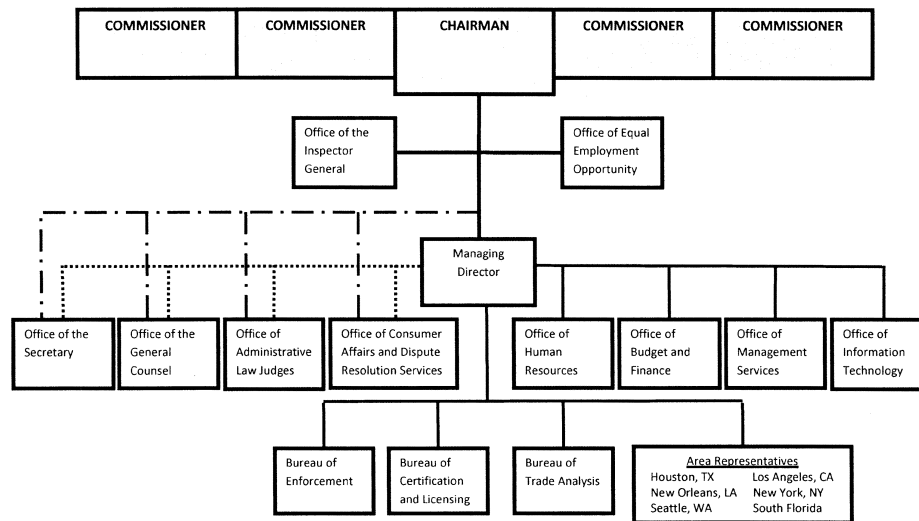 COMMISSIONER
COMMISSIONER
CHAIRMAN
COMMISSIONER
COMMISSIONER
Office of the
Inspector
General
Office of Equal
Employment
Opportunity
Managing
Director
Office of the
Secretary
Office of the
General
Counsel
Office of
Administrative
Law Judges
Office of Consumer
Affairs and Dispute
Resolution Services
Office of
Human
Resources
Office of
Budget and
Finance
Office of
Management
Services
Office of
Information
Technology
Bureau of
Enforcement
Bureau of
Certification
and Licensing
Bureau of
Trade Analysis
Area Representatives
Houston, TX Los Angeles, CA
New Orleans, LA New York, NY
Seattle, WA South Florida